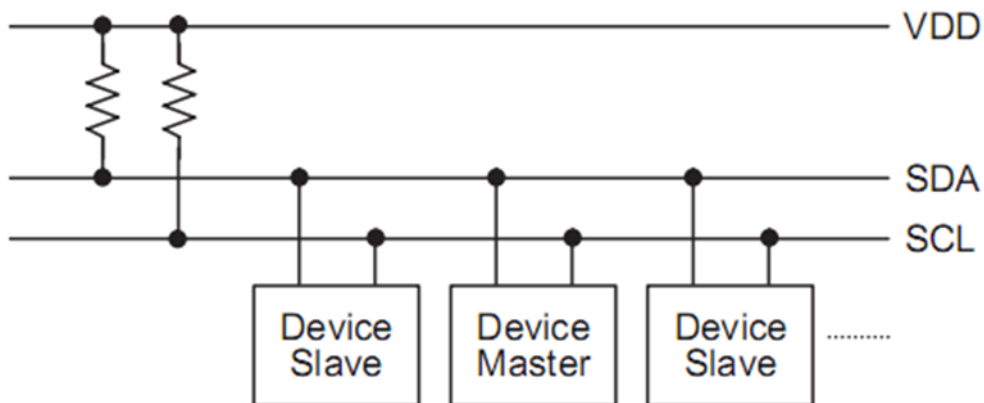 VDD
SDA
SCL
Device
Slave
Device
Master
Device
Slave